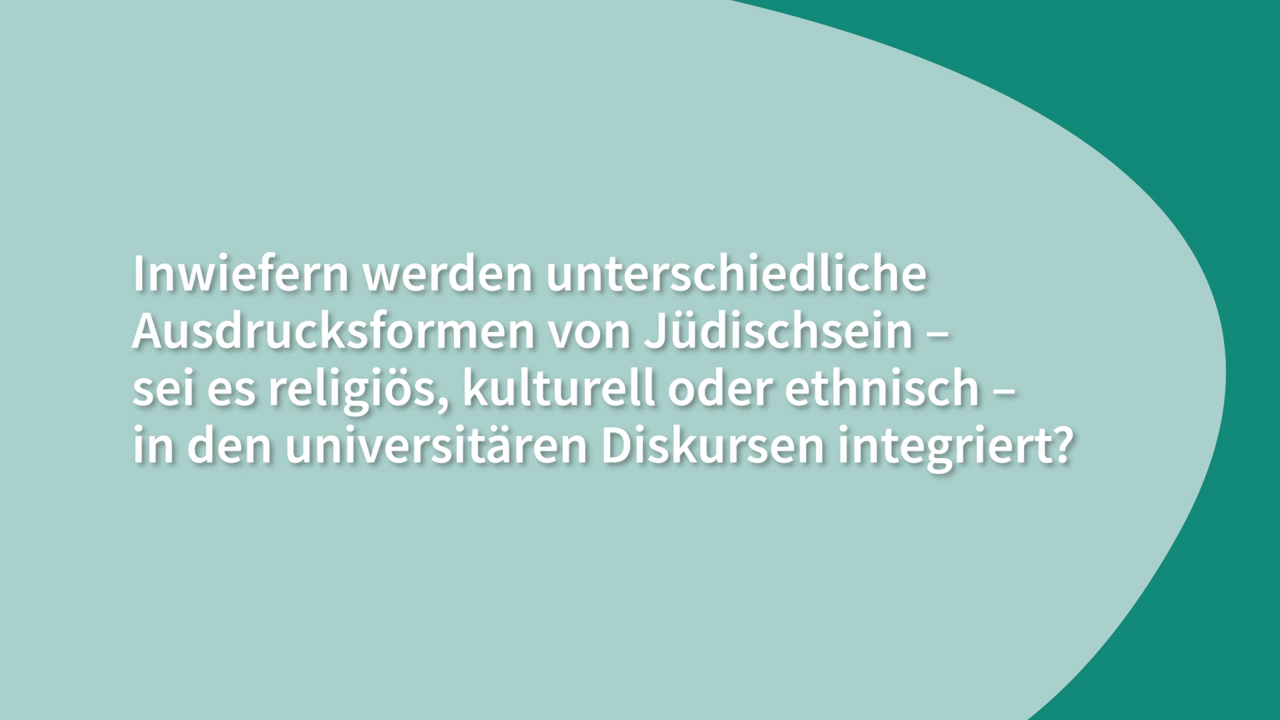 Inwiefern werden unterschiedliche
Ausdrucksformen von Jüdischsein –
sei es religiös, kulturell oder ethnisch –
in den universitären Diskursen integriert?